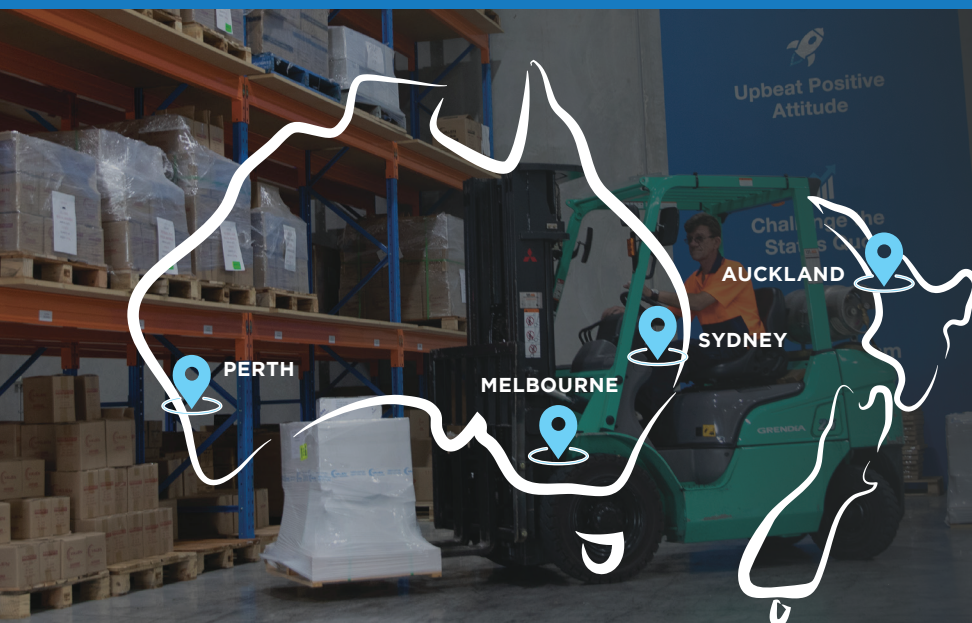 Upbeat Positive
Attitude
AUCKLAND
SYDNEY
PERTH
MELBOURNE
GRENDIA